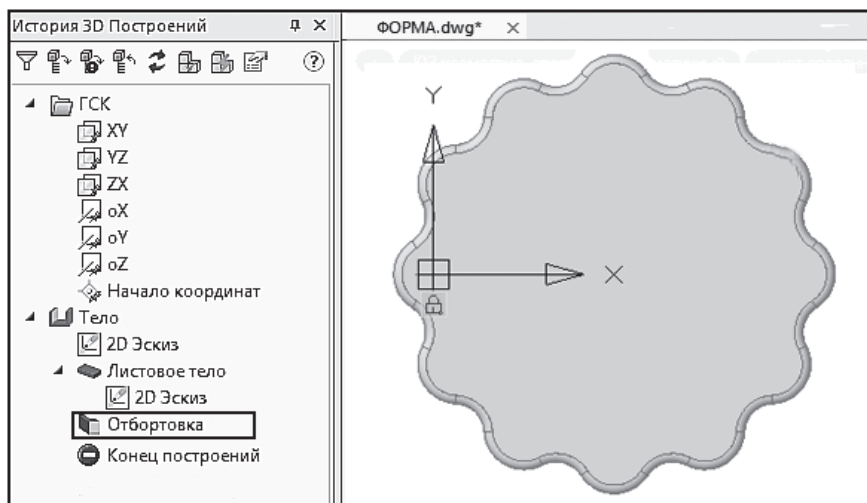 История 3D Построений
ФОРМА.dwg*
ГСК
XY
YZ
ZX
oX
oY
oZ
Начало координат
Тело
2D Эскиз
Листовое тело
2D Эскиз
Отбортовка
Конец построений
Y
X